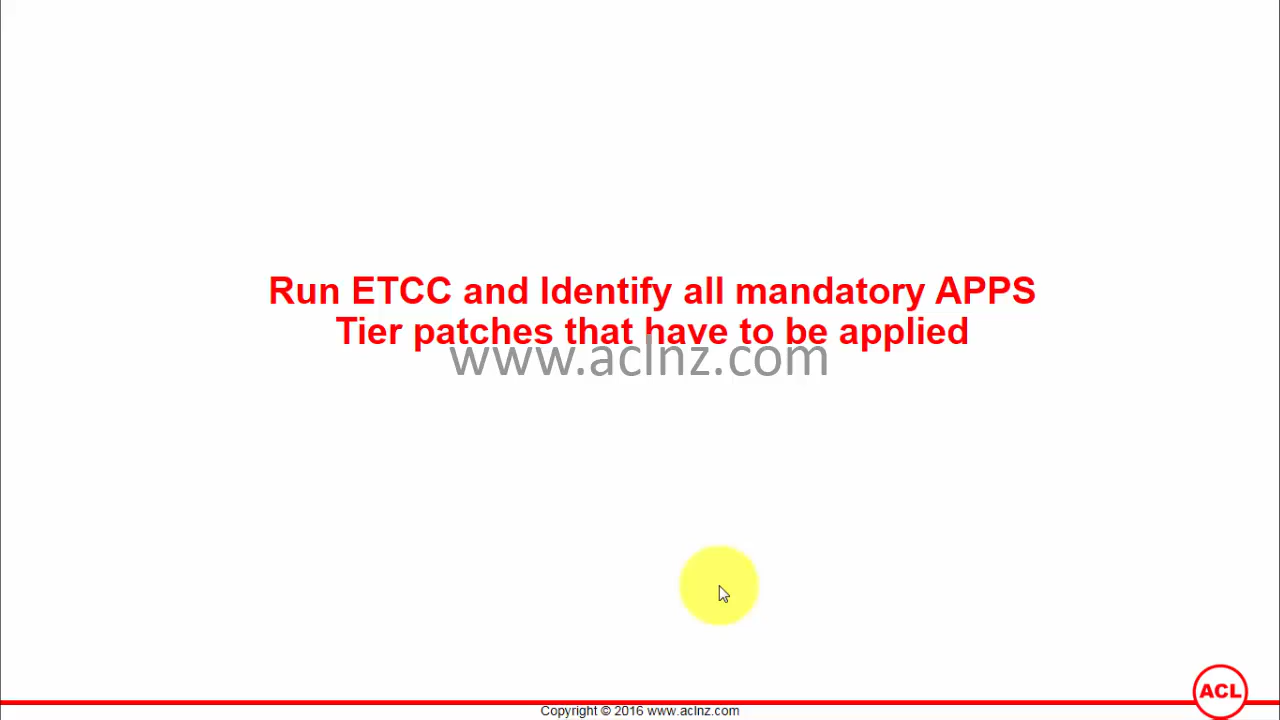 Run ETCC and Identify all mandatory APPS
Tier patches that have to be applied
www.aclnz.com
ACL
Copyright © 2016 www.aclnz.com